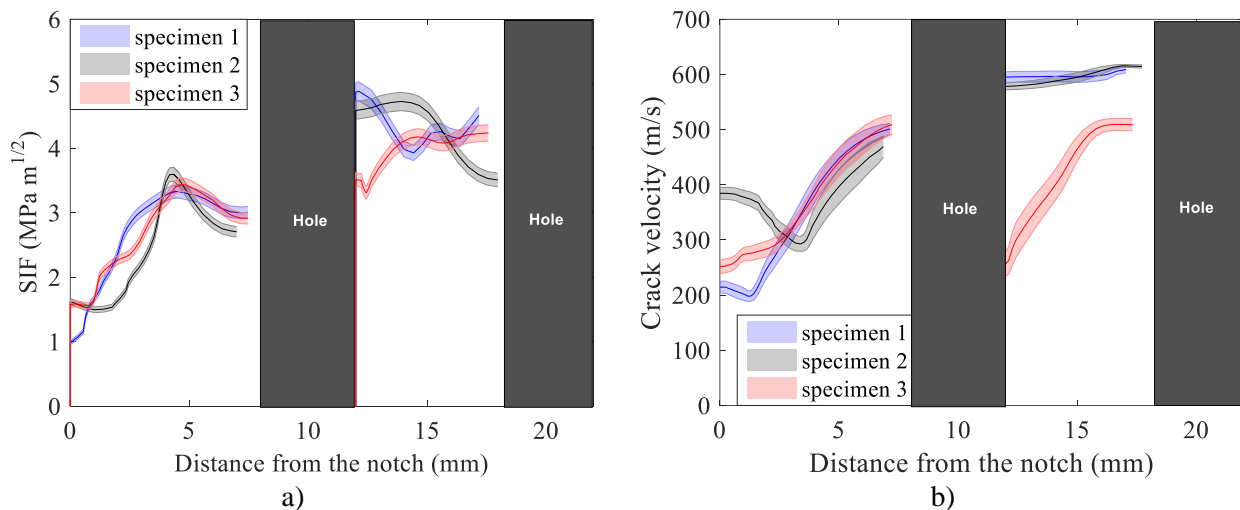 6
5
4
3
2
1
0
SIF (MPa m^1/2)
specimen 1
specimen 2
specimen 3
Hole
Hole
0 5 10 15 20
Distance from the notch (mm)
a)
700
600
500
400
300
200
100
0
Crack velocity (m/s)
Hole
Hole
specimen 1
specimen 2
specimen 3
0 5 10 15 20
Distance from the notch (mm)
b)